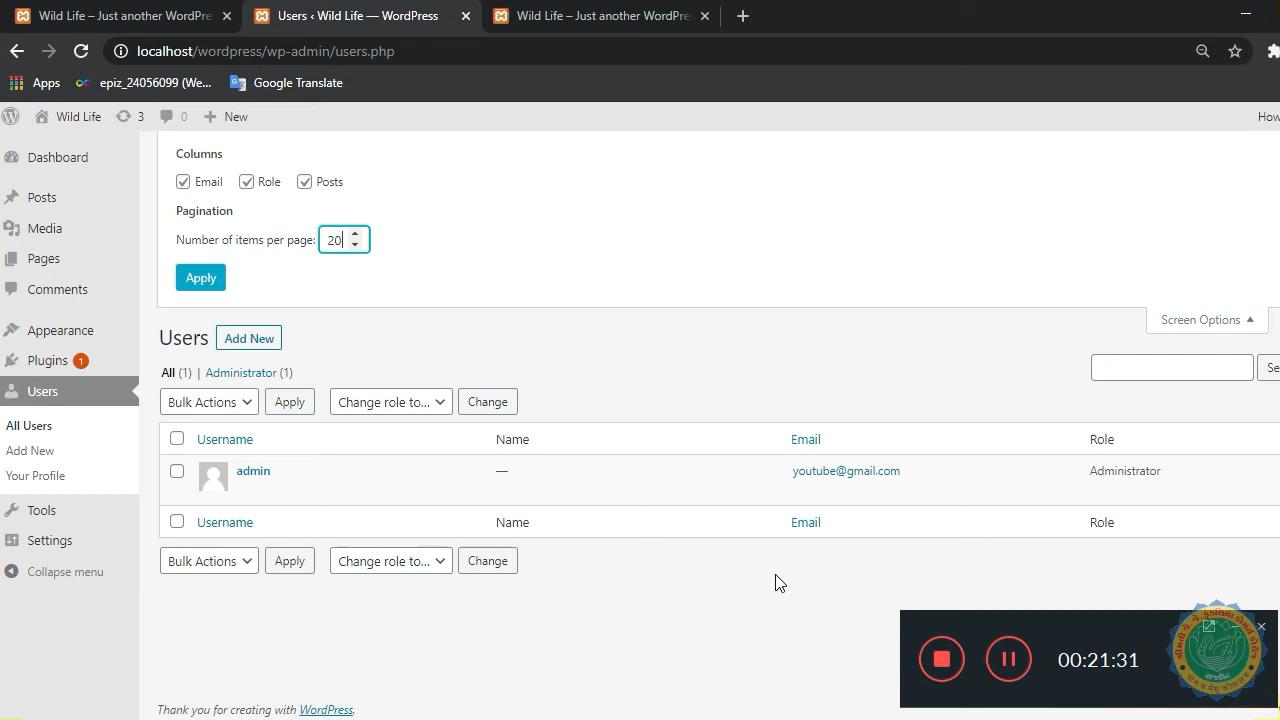 Wild Life – Just another WordPre
Users ‹ Wild Life — WordPress
Wild Life – Just another WordPre
localhost/wordpress/wp-admin/users.php
Apps
epiz_24056099 (We...
Google Translate
Wild Life
3
0
New
How
Dashboard
Posts
Media
Pages
Comments
Appearance
Plugins 1
Users
All Users
Add New
Your Profile
Tools
Settings
Collapse menu
Columns
Email Role Posts
Pagination
Number of items per page: 20
Apply
Screen Options
Users Add New
All (1) | Administrator (1)
Se
Bulk Actions Apply Change role to... Change
Username Name Email Role
admin — youtube@gmail.com Administrator
Username Name Email Role
Bulk Actions Apply Change role to... Change
00:21:31
Thank you for creating with WordPress.